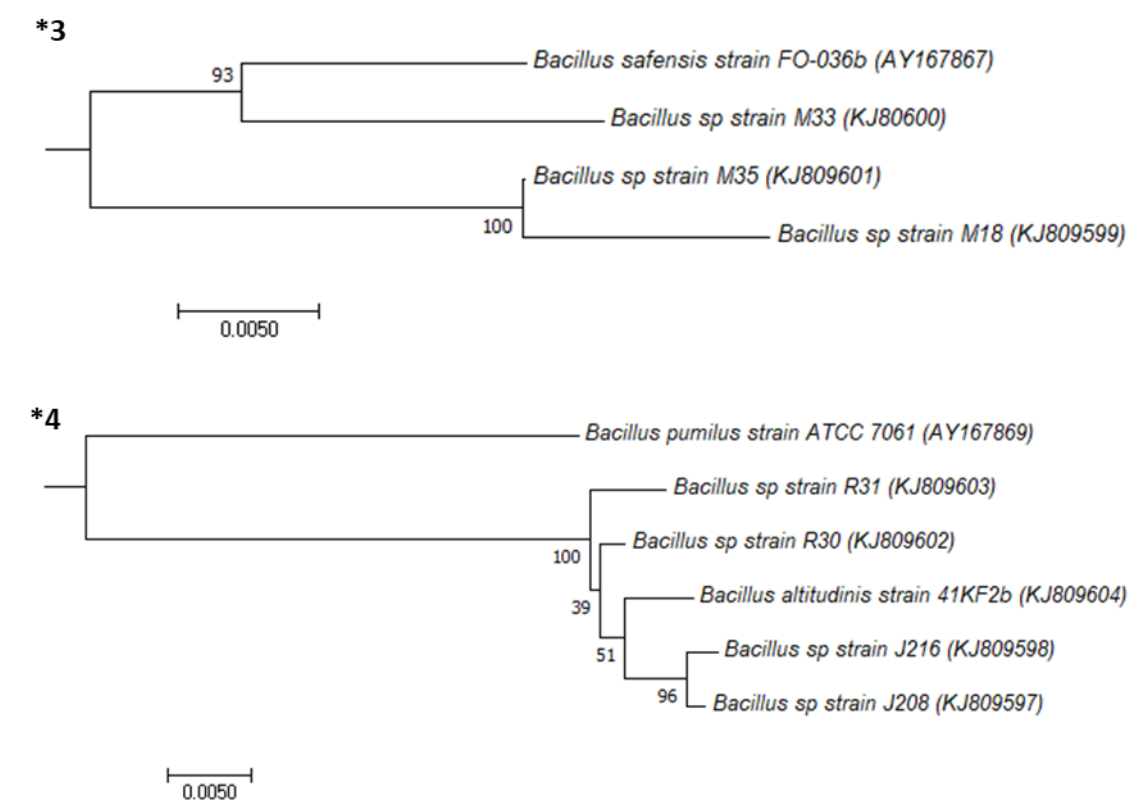 *3
93
Bacillus safensis strain FO-036b (AY167867)
Bacillus sp strain M33 (KJ80600)
Bacillus sp strain M35 (KJ809601)
100
Bacillus sp strain M18 (KJ809599)
0.0050
*4
Bacillus pumilus strain ATCC 7061 (AY167869)
Bacillus sp strain R31 (KJ809603)
Bacillus sp strain R30 (KJ809602)
100
Bacillus altitudinis strain 41KF2b (KJ809604)
39
Bacillus sp strain J216 (KJ809598)
51
96
Bacillus sp strain J208 (KJ809597)
0.0050